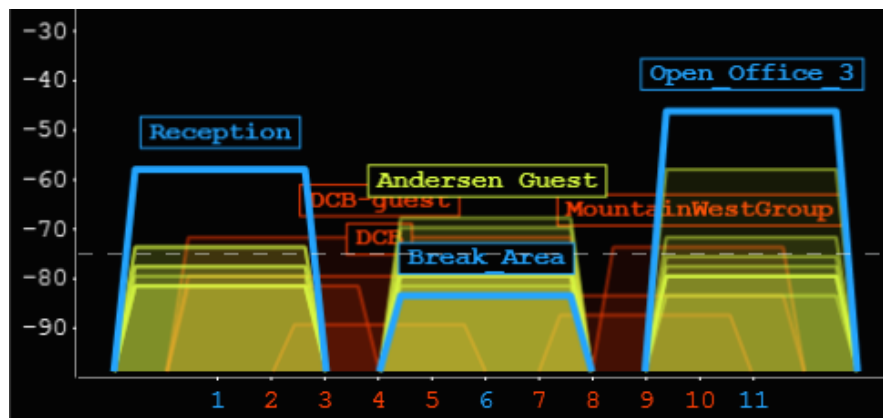 -30
-40
Open_Office_3
-50
Reception
-60
Andersen Guest
DCB-guest
MountainWestGroup
-70
DCB
Break_Area
-80
-90
1 2 3 4 5 6 7 8 9 10 11